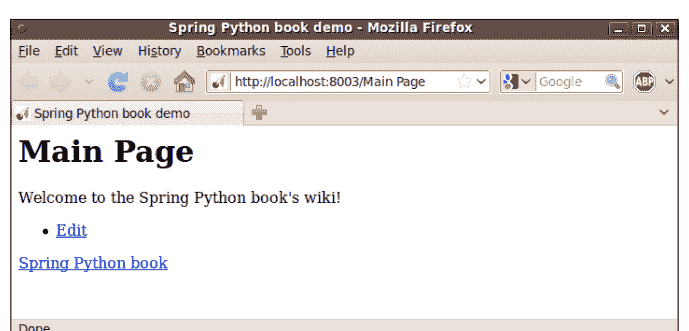 Spring Python book demo - Mozilla Firefox
File Edit View History Bookmarks Tools Help
http://localhost:8003/Main Page Google ABP
Spring Python book demo
Main Page
Welcome to the Spring Python book's wiki!
• Edit
Spring Python book
Done